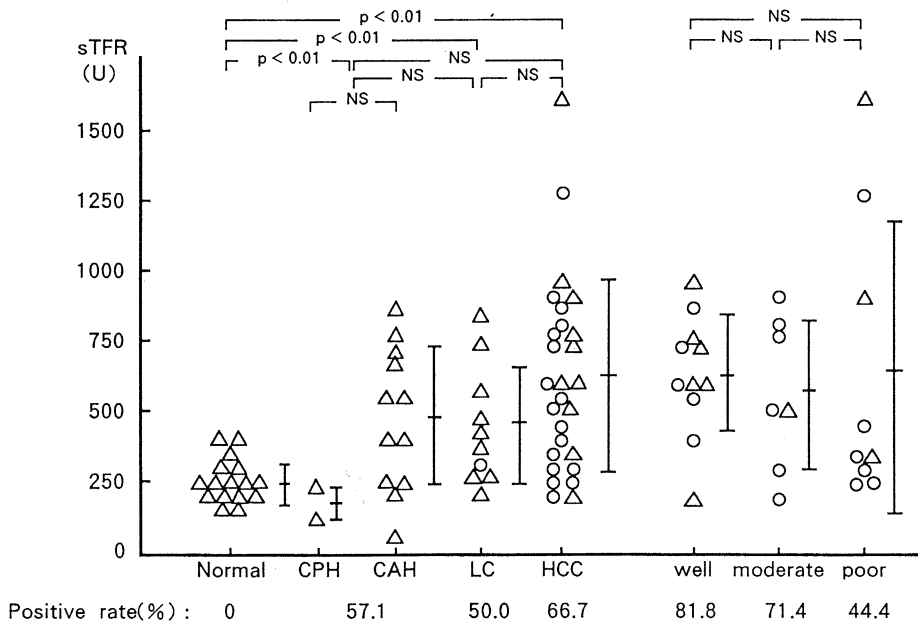 p < 0.01
NS
sTFR
p < 0.01
NS
NS
(U)
p < 0.01
NS
NS
NS
NS
1500
1250
1000
750
500
250
0
Normal CPH CAH LC HCC well moderate poor
Positive rate(%) : 0 57.1 50.0 66.7 81.8 71.4 44.4